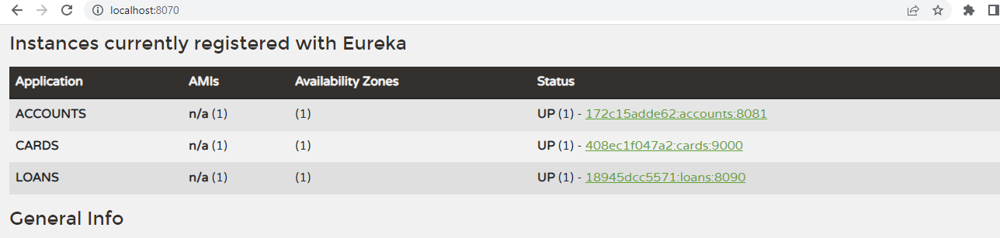 localhost:8070
Instances currently registered with Eureka
Application AMIs Availability Zones Status
ACCOUNTS n/a (1) (1) UP (1) - 172c15adde62:accounts:8081
CARDS n/a (1) (1) UP (1) - 408ec1f047a2:cards:9000
LOANS n/a (1) (1) UP (1) - 18945dcc5571:loans:8090
General Info